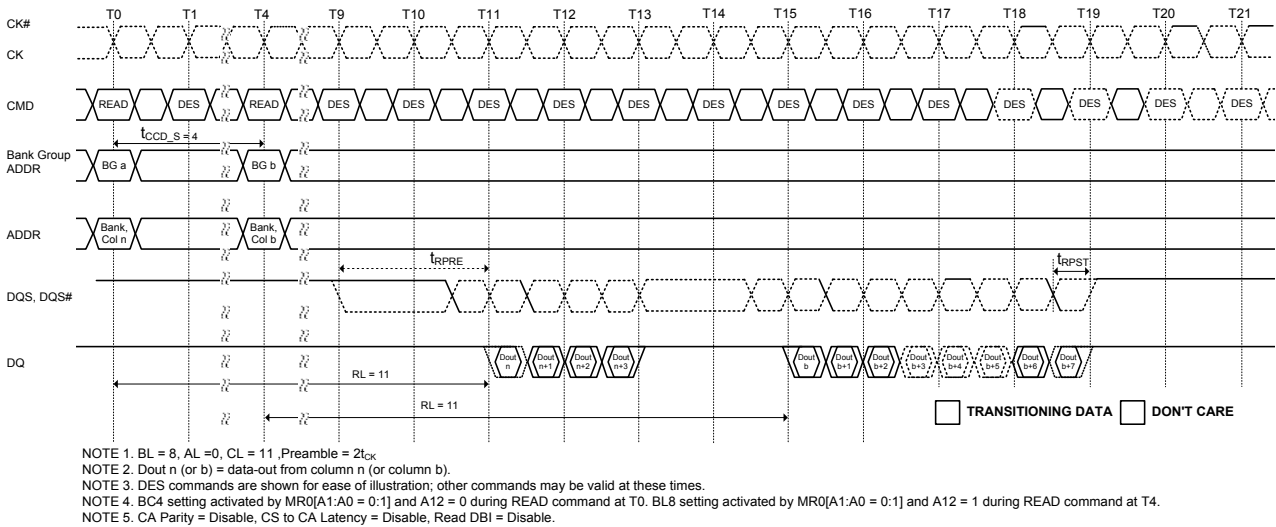 T0 T1 T4 T9 T10 T11 T12 T13 T14 T15 T16 T17 T18 T19 T20 T21
CK#
CK
CMD READ DES READ DES DES DES DES DES DES DES DES DES DES DES DES DES
tCCD_S = 4
Bank Group
ADDR
BG a BG b
ADDR
Bank,
Col n
Bank,
Col b
tRPRE tRPST
DQS, DQS#
DQ
Dout
n
Dout
n+1
Dout
n+2
Dout
n+3
Dout
b
Dout
b+1
Dout
b+2
Dout
b+3
Dout
b+4
Dout
b+5
Dout
b+6
Dout
b+7
RL = 11
RL = 11
TRANSITIONING DATA DON'T CARE
NOTE 1. BL = 8, AL =0, CL = 11 ,Preamble = 2tCK
NOTE 2. Dout n (or b) = data-out from column n (or column b).
NOTE 3. DES commands are shown for ease of illustration; other commands may be valid at these times.
NOTE 4. BC4 setting activated by MR0[A1:A0 = 0:1] and A12 = 0 during READ command at T0. BL8 setting activated by MR0[A1:A0 = 0:1] and A12 = 1 during READ command at T4.
NOTE 5. CA Parity = Disable, CS to CA Latency = Disable, Read DBI = Disable.